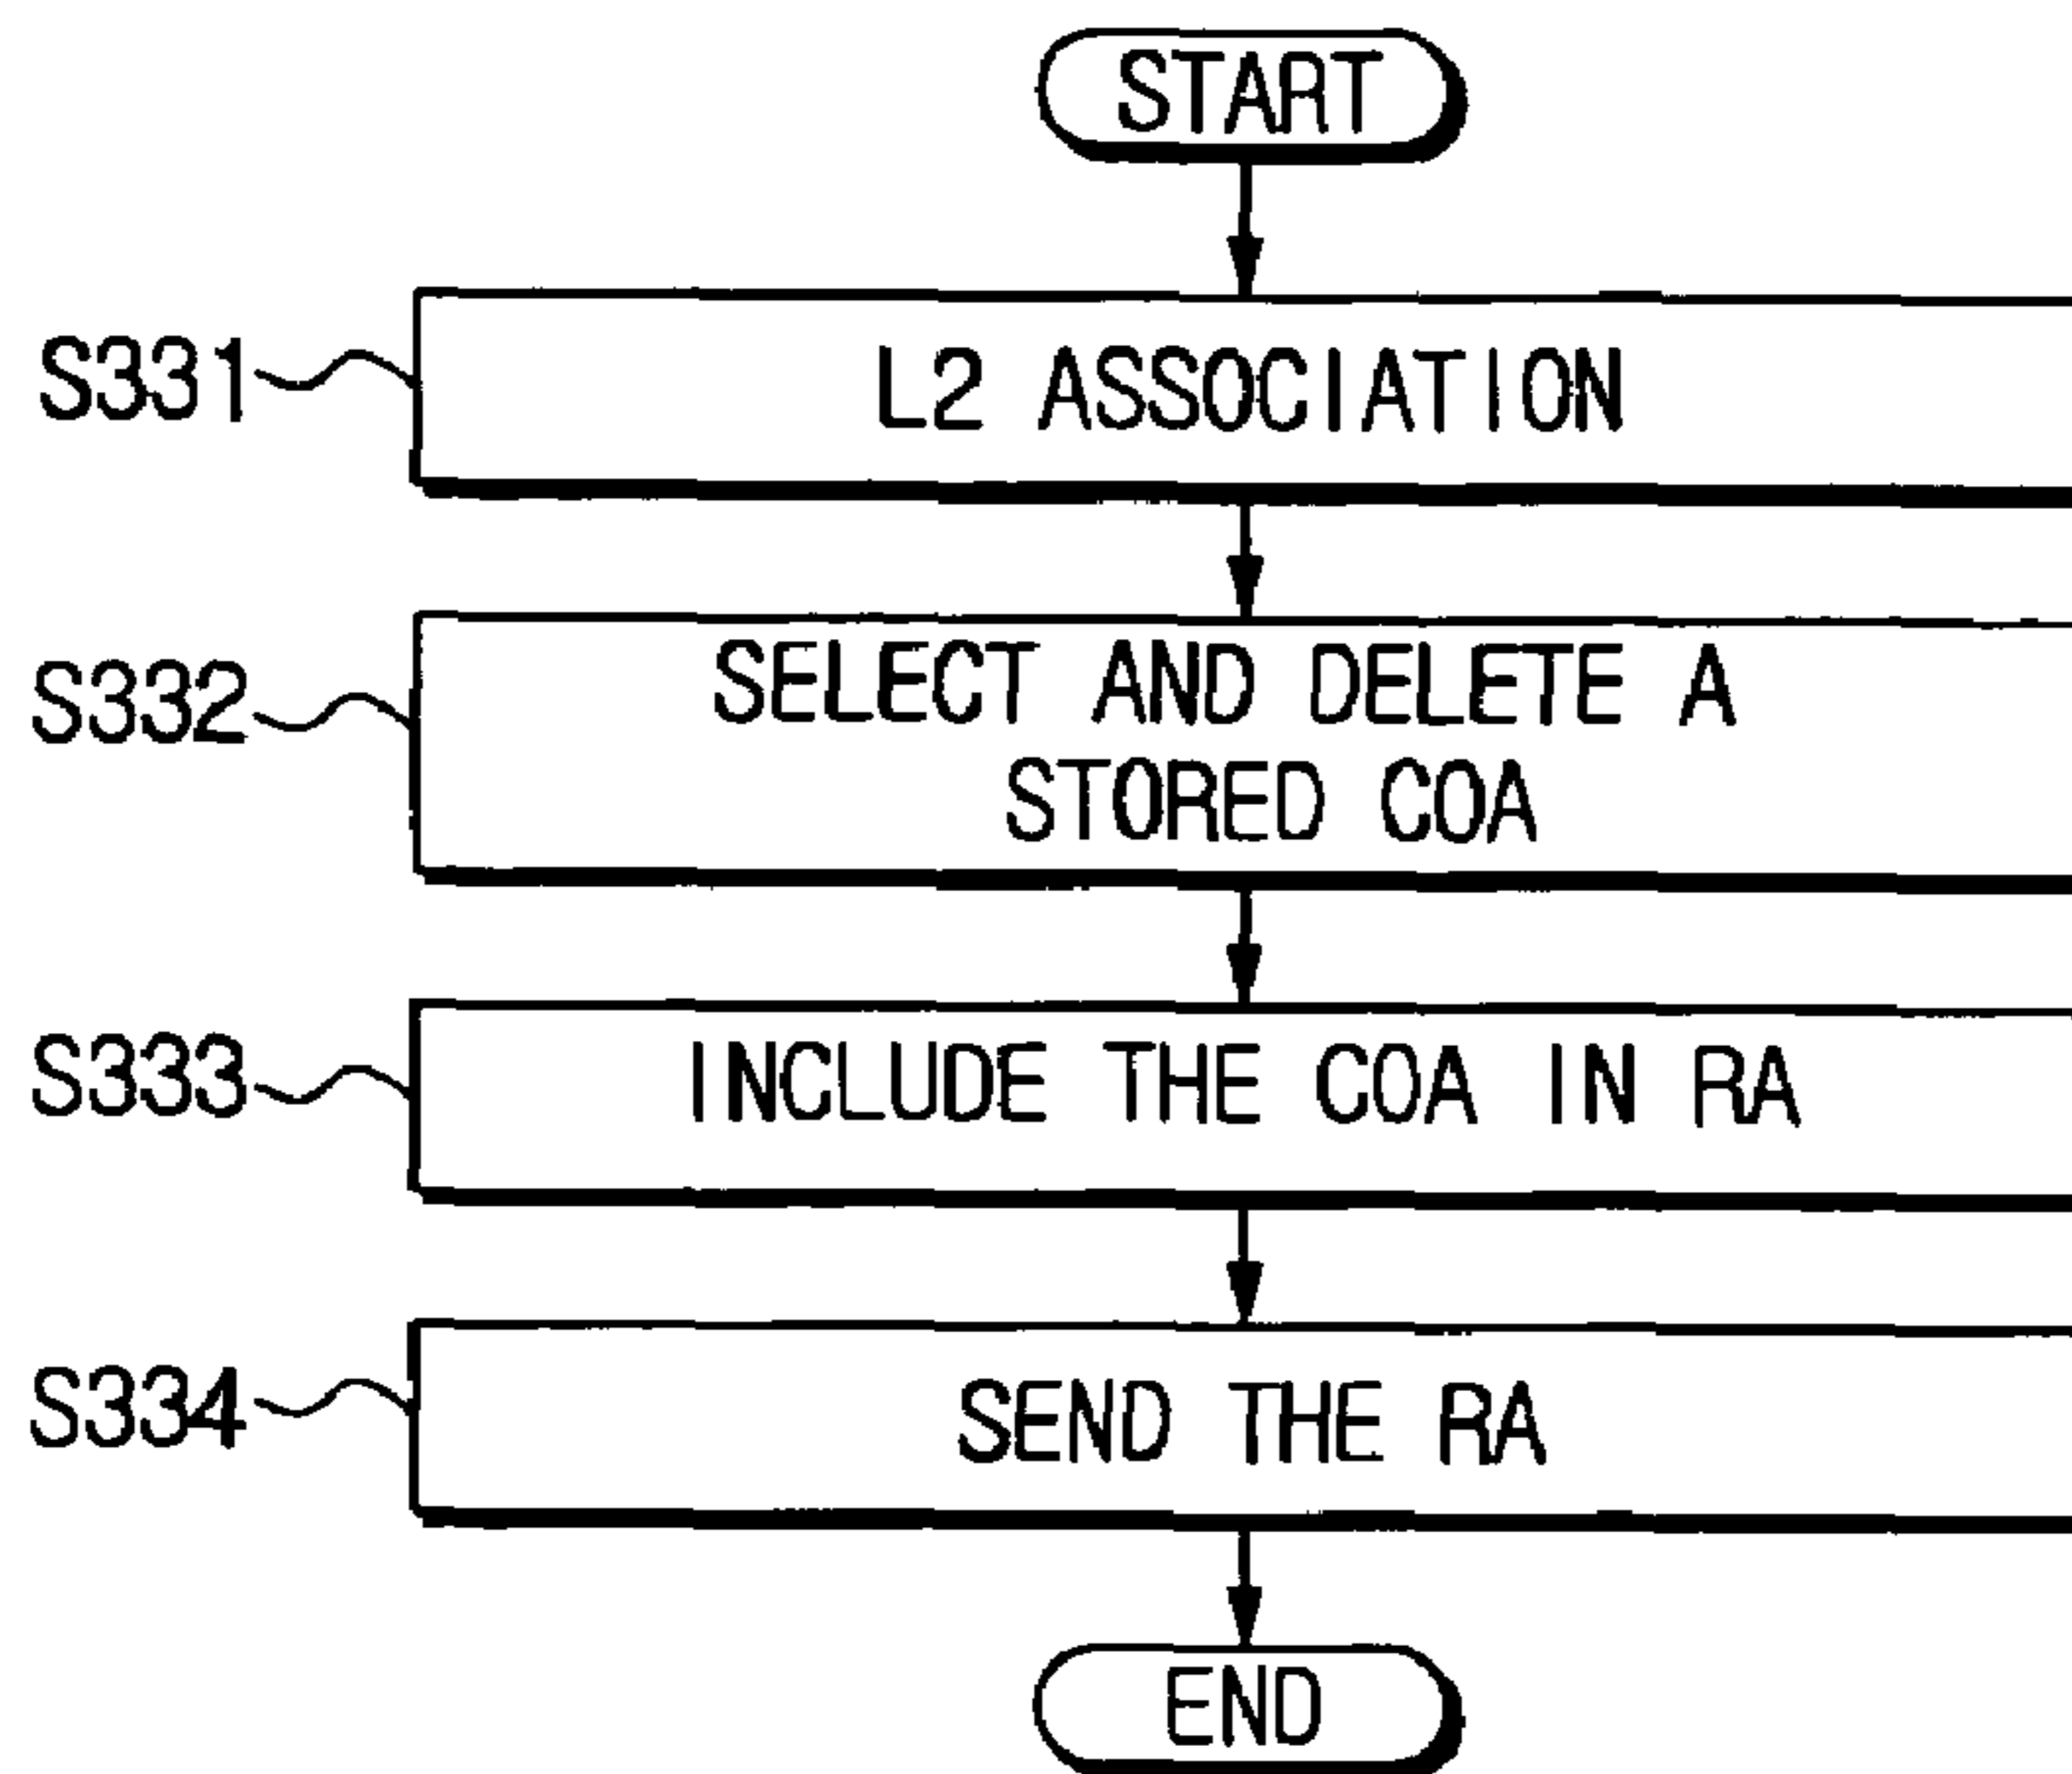 START
S331
L2 ASSOCIATION
S332
SELECT AND DELETE A
STORED COA
S333
INCLUDE THE COA IN RA
S334
SEND THE RA
END